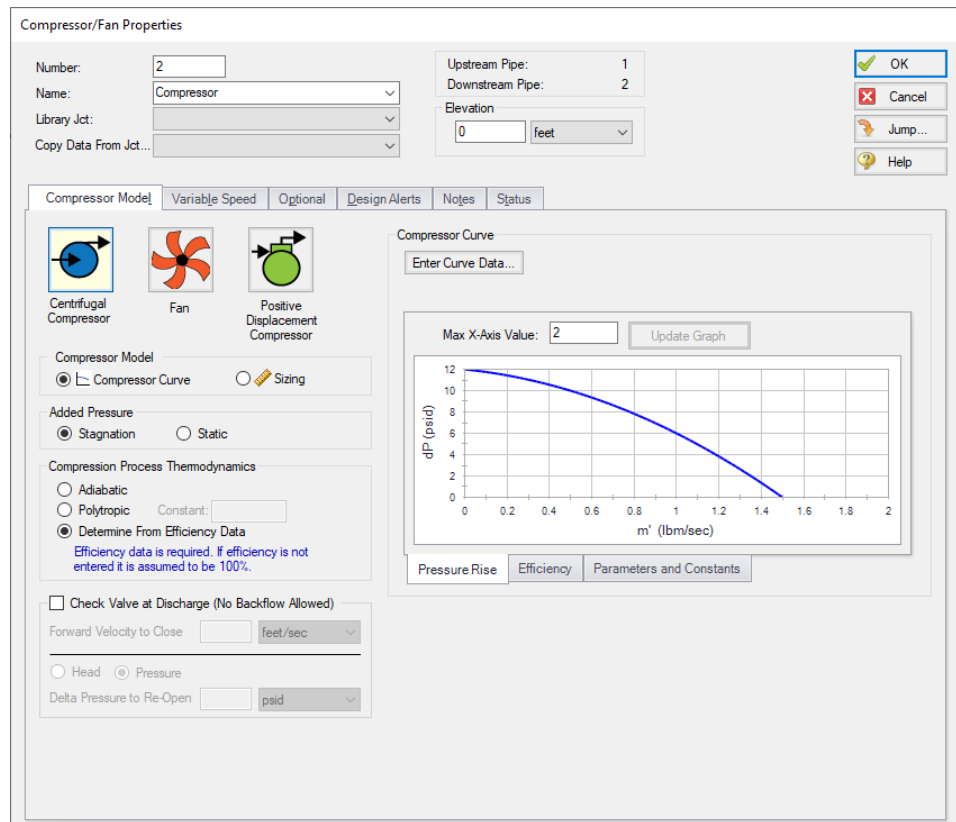 Compressor/Fan Properties
Number: 2
Name: Compressor
Library Jct:
Copy Data From Jct...
Upstream Pipe: 1
Downstream Pipe: 2
Elevation
0 feet
OK
Cancel
Jump...
Help
Compressor Model Variable Speed Optional Design Alerts Notes Status
Centrifugal
Compressor
Fan
Positive
Displacement
Compressor
Compressor Model
Compressor Curve Sizing
Added Pressure
Stagnation Static
Compression Process Thermodynamics
Adiabatic
Polytropic Constant:
Determine From Efficiency Data
Efficiency data is required. If efficiency is not
entered it is assumed to be 100%.
Check Valve at Discharge (No Backflow Allowed)
Forward Velocity to Close feet/sec
Head Pressure
Delta Pressure to Re-Open psid
Compressor Curve
Enter Curve Data...
Max X-Axis Value: 2 Update Graph
dP (psid)
12
10
8
6
4
2
0
0 0.2 0.4 0.6 0.8 1 1.2 1.4 1.6 1.8 2
m' (lbm/sec)
Pressure Rise Efficiency Parameters and Constants